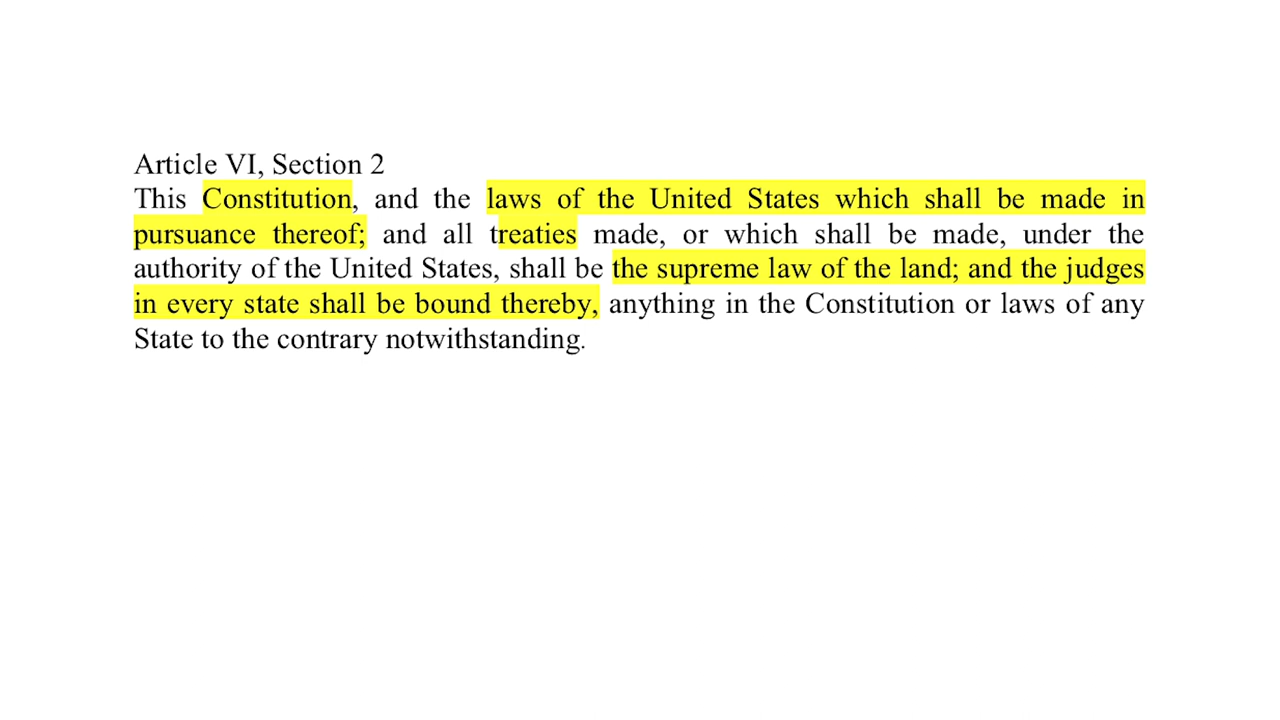 Article VI, Section 2
This Constitution, and the laws of the United States which shall be made in
pursuance thereof; and all treaties made, or which shall be made, under the
authority of the United States, shall be the supreme law of the land; and the judges
in every state shall be bound thereby, anything in the Constitution or laws of any
State to the contrary notwithstanding.